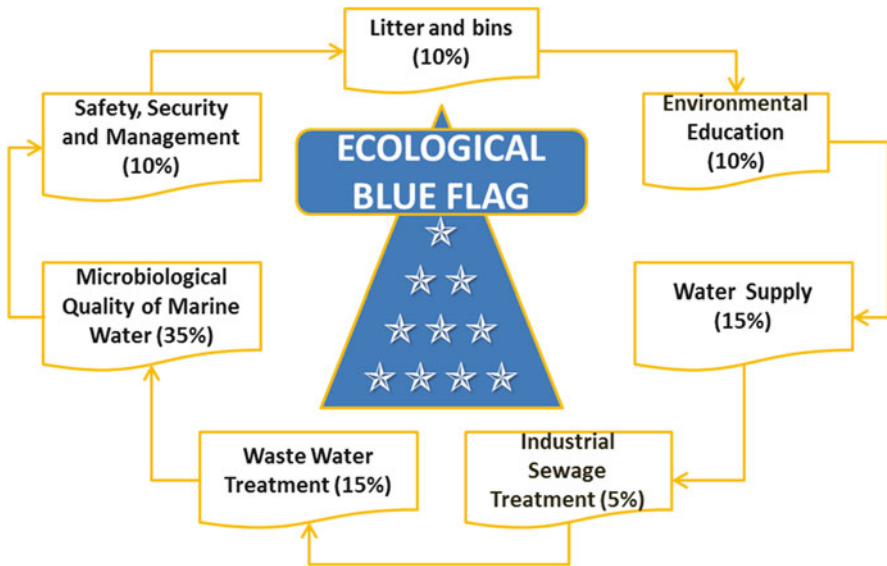 Litter and bins
(10%)
Safety, Security
and Management
(10%)
Environmental
Education
(10%)
ECOLOGICAL
BLUE FLAG
Microbiological
Quality of Marine
Water (35%)
Water Supply
(15%)
Waste Water
Treatment (15%)
Industrial
Sewage
Treatment (5%)